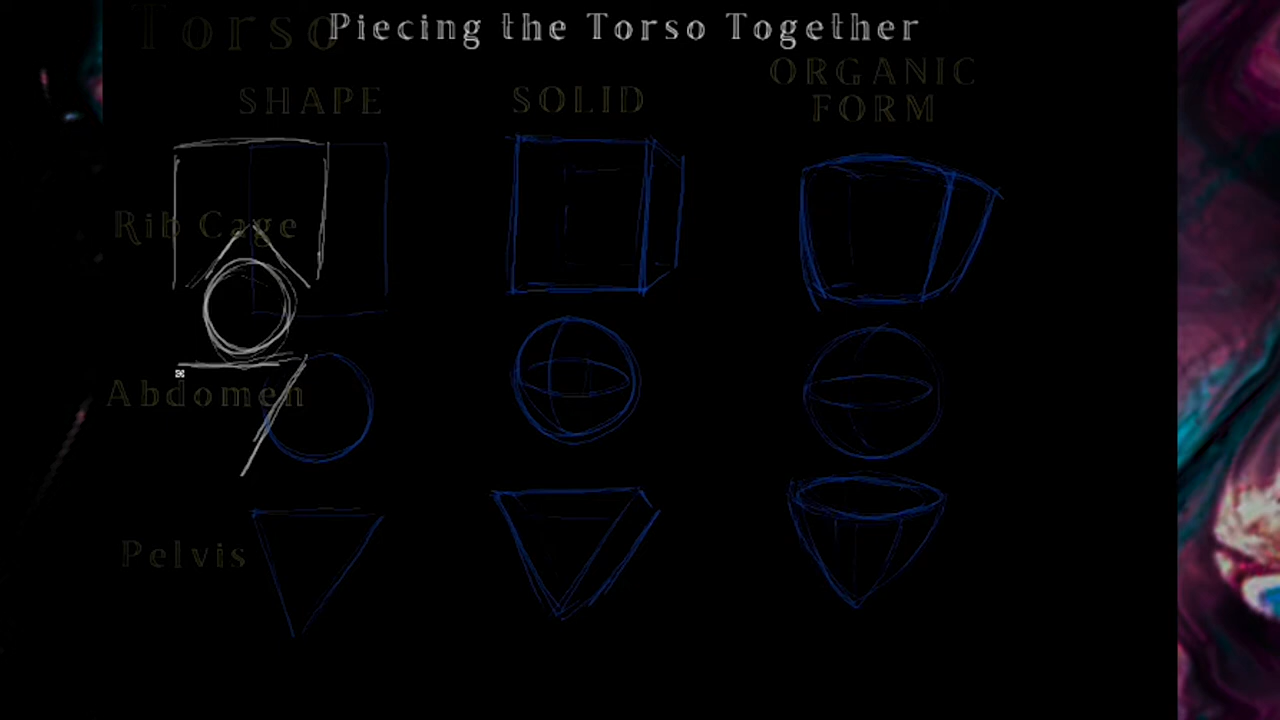 Torso
Piecing the Torso Together
SHAPE
SOLID
ORGANIC
FORM
Rib Cage
Abdomen
Pelvis